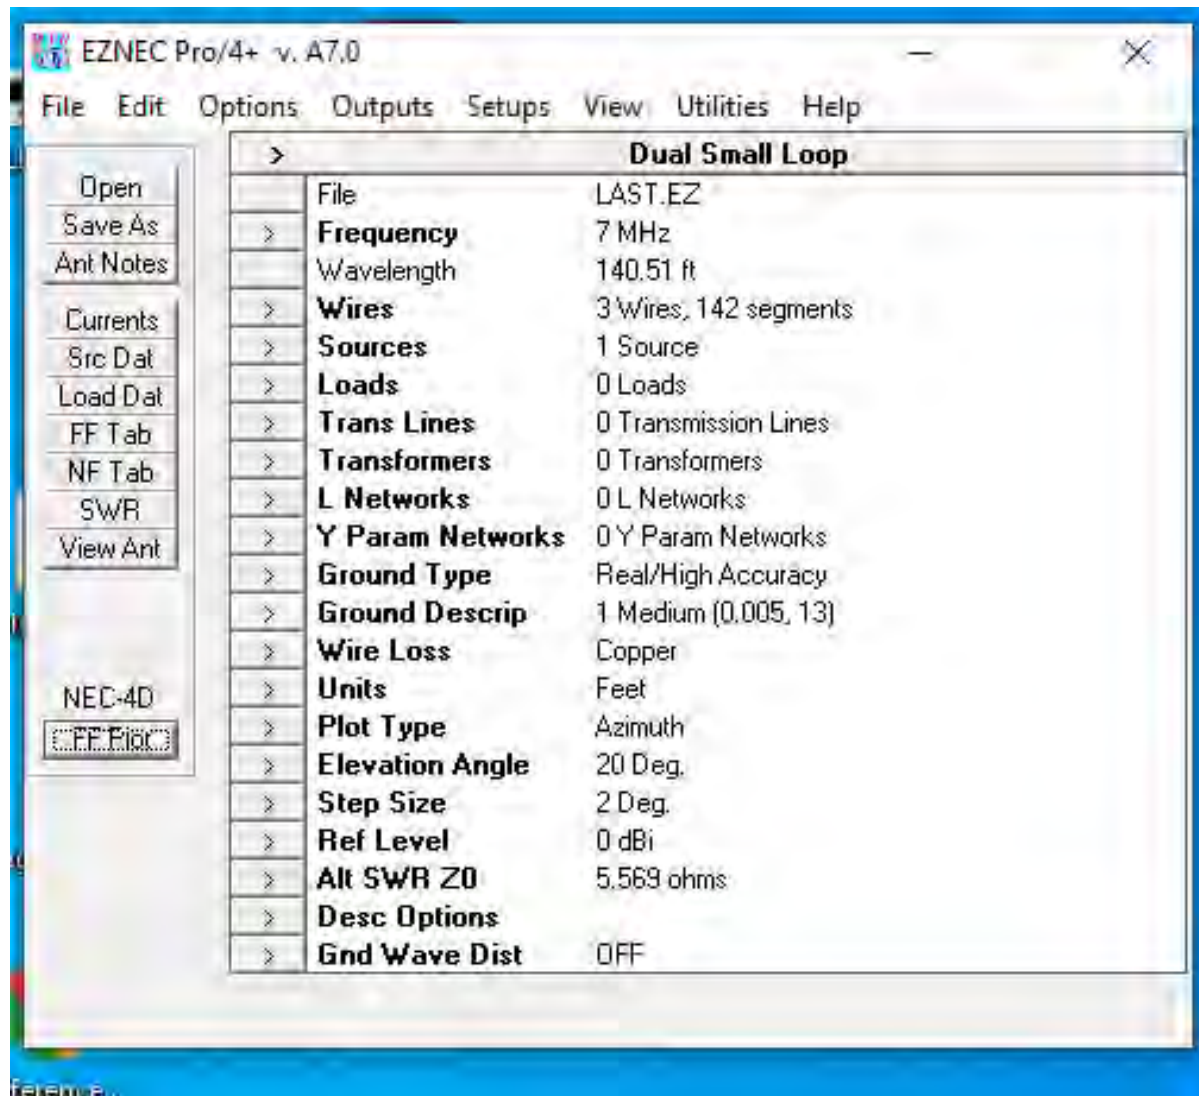 EZNEC Pro/4+ v. A7.0
File Edit Options Outputs Setups View Utilities Help
> Dual Small Loop
Open
Save As
Ant Notes
Currents
Src Dat
Load Dat
FF Tab
NF Tab
SWR
View Ant
NEC-4D
FF Plot
File LAST.EZ
> Frequency 7 MHz
Wavelength 140.51 ft
> Wires 3 Wires, 142 segments
> Sources 1 Source
> Loads 0 Loads
> Trans Lines 0 Transmission Lines
> Transformers 0 Transformers
> L Networks 0 L Networks
> Y Param Networks 0 Y Param Networks
> Ground Type Real/High Accuracy
> Ground Descrip 1 Medium (0.005, 13)
> Wire Loss Copper
> Units Feet
> Plot Type Azimuth
> Elevation Angle 20 Deg.
> Step Size 2 Deg.
> Ref Level 0 dBi
> Alt SWR Z0 5.569 ohms
> Desc Options
> Gnd Wave Dist OFF